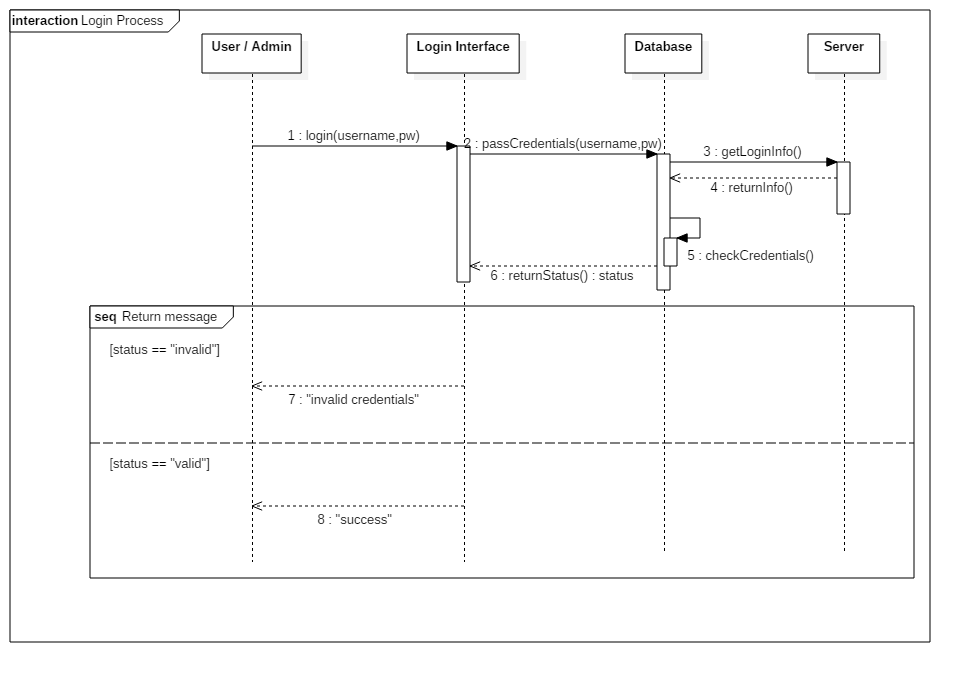 interaction Login Process
User / Admin
Login Interface
Database
Server
1 : login(username,pw)
2 : passCredentials(username,pw)
3 : getLoginInfo()
4 : returnInfo()
5 : checkCredentials()
6 : returnStatus() : status
seq Return message
[status == "invalid"]
7 : "invalid credentials"
[status == "valid"]
8 : "success"